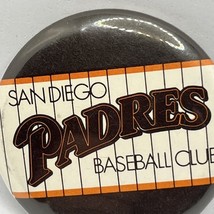 SAN DIEGO
PADRES
BASEBALL CLUB